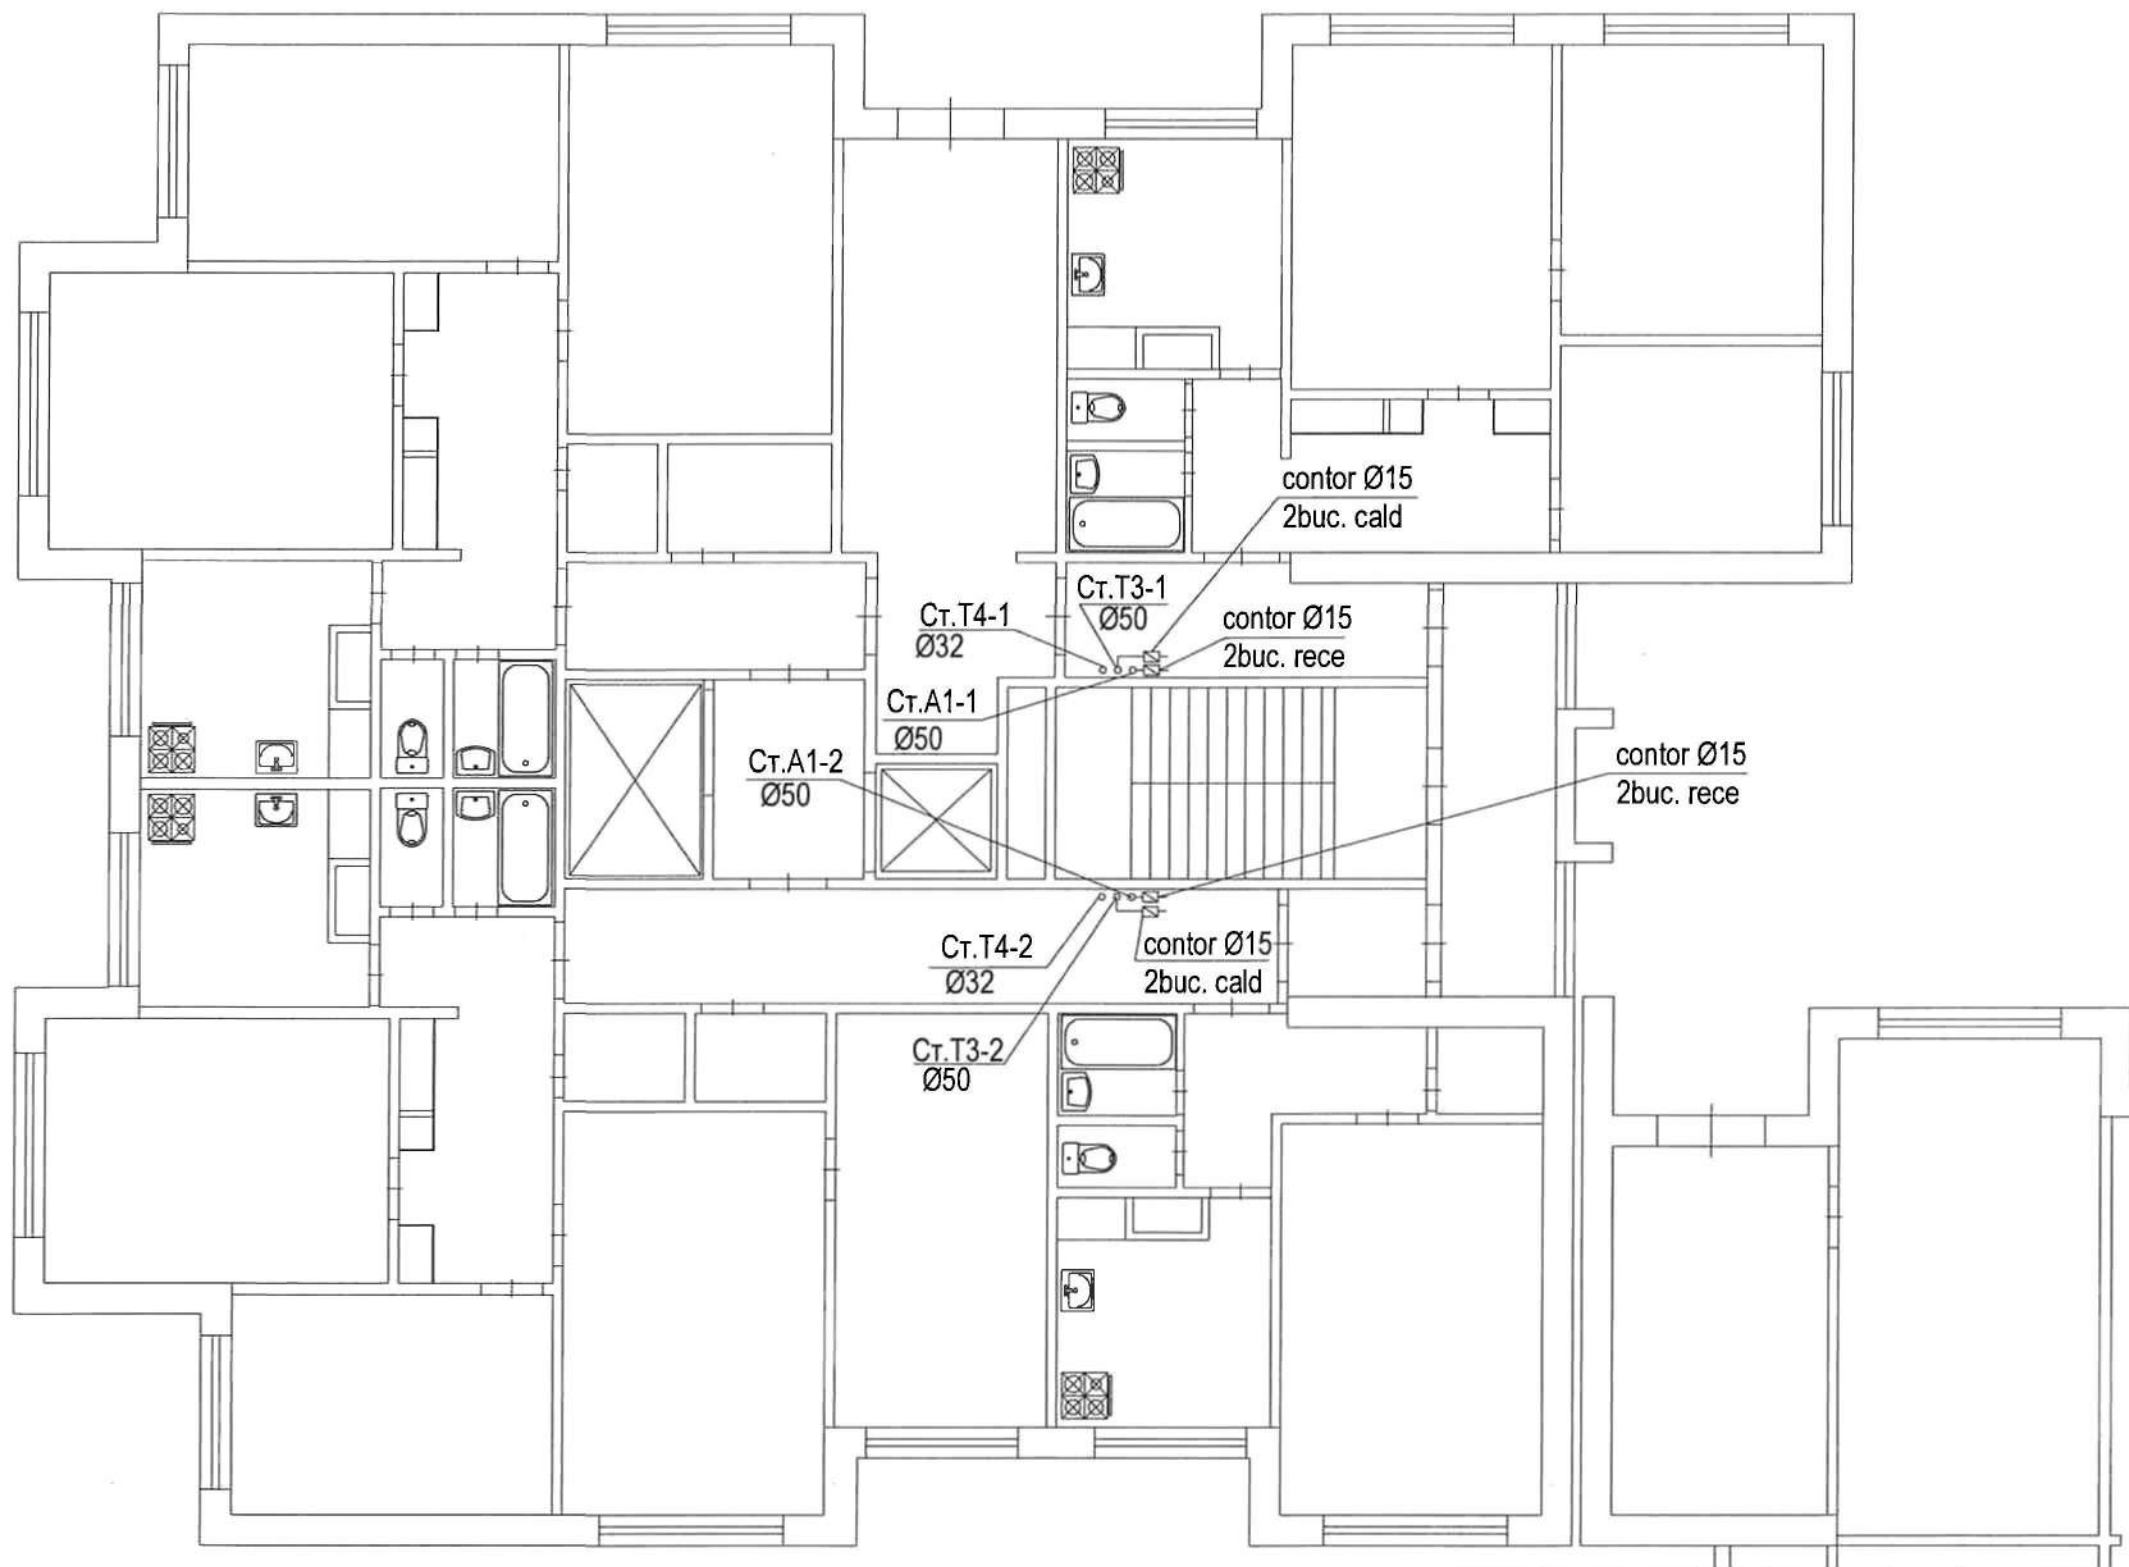 contor Ø15
2buc. cald
Ст.Т3-1
Ø50
Ст.Т4-1
Ø32
contor Ø15
2buc. rece
Ст.А1-1
Ø50
Ст.А1-2
Ø50
contor Ø15
2buc. rece
Ст.Т4-2
Ø32
contor Ø15
2buc. cald
Ст.Т3-2
Ø50